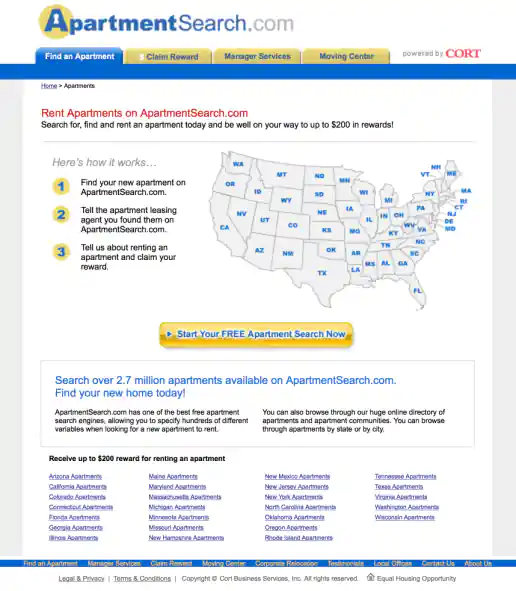 ApartmentSearch.com
Find an Apartment
$ Claim Reward
Manager Services
Moving Center
powered by CORT
Home > Apartments
Rent Apartments on ApartmentSearch.com
Search for, find and rent an apartment today and be well on your way to up to $200 in rewards!
Here's how it works...
1 Find your new apartment on
ApartmentSearch.com.
2 Tell the apartment leasing
agent you found them on
ApartmentSearch.com.
3 Tell us about renting an
apartment and claim your
reward.
WA
MT
ND
MN
OR
ID
WY
SD
WI
MI
NH
VT
ME
NY
MA
RI
CT
NJ
DE
MD
NV
UT
CO
NE
IA
IL
IN
OH
PA
WV
VA
CA
KS
MO
KY
NC
AZ
NM
OK
AR
TN
SC
TX
LA
MS
AL
GA
FL
Start Your FREE Apartment Search Now
Search over 2.7 million apartments available on ApartmentSearch.com.
Find your new home today!
ApartmentSearch.com has one of the best free apartment
search engines, allowing you to specify hundreds of different
variables when looking for a new apartment to rent.
You can also browse through our huge online directory of
apartments and apartment communities. You can browse
through apartments by state or by city.
Receive up to $200 reward for renting an apartment
Arizona Apartments
California Apartments
Colorado Apartments
Connecticut Apartments
Florida Apartments
Georgia Apartments
Illinois Apartments
Maine Apartments
Maryland Apartments
Massachusetts Apartments
Michigan Apartments
Minnesota Apartments
Missouri Apartments
New Hampshire Apartments
New Mexico Apartments
New Jersey Apartments
New York Apartments
North Carolina Apartments
Oklahoma Apartments
Oregon Apartments
Rhode Island Apartments
Tennessee Apartments
Texas Apartments
Virginia Apartments
Washington Apartments
Wisconsin Apartments
Find an Apartment Manager Services Claim Reward Moving Center Corporate Relocation Testimonials Local Offices Contact Us About Us
Legal & Privacy | Terms & Conditions | Copyright © Cort Business Services, Inc. All rights reserved. Equal Housing Opportunity